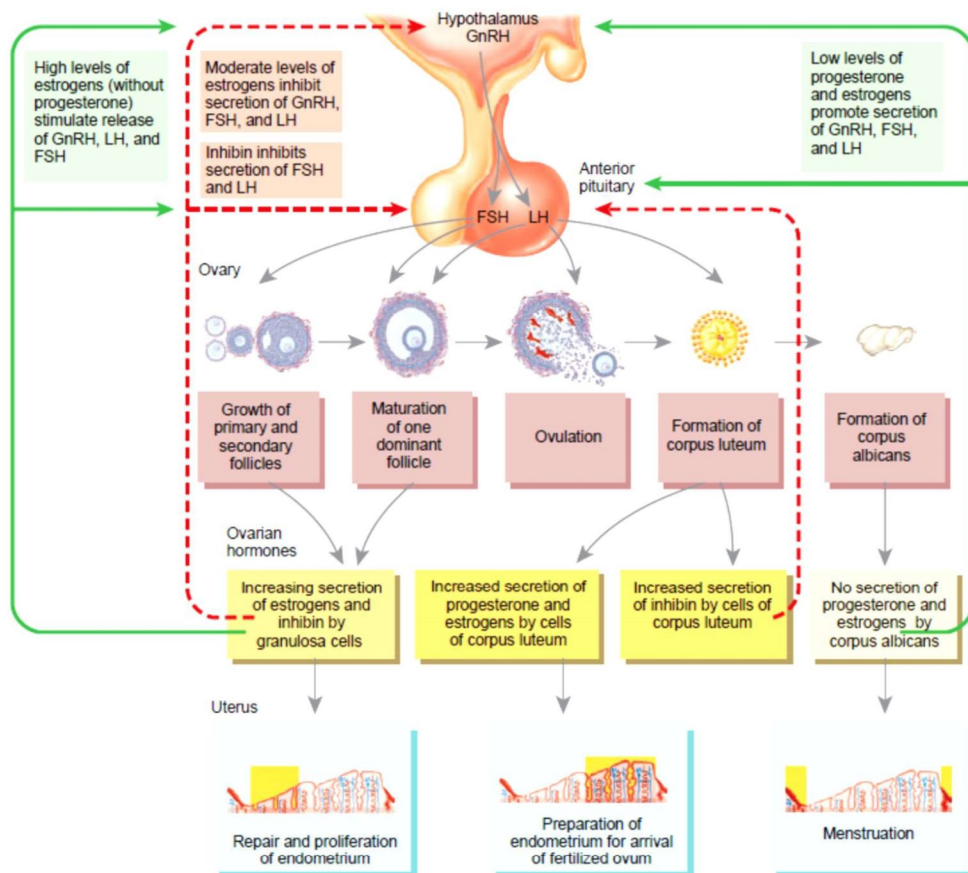 Hypothalamus
GnRH
High levels of
estrogens (without
progesterone)
stimulate release
of GnRH, LH, and
FSH
Moderate levels of
estrogens inhibit
secretion of GnRH,
FSH, and LH
Inhibin inhibits
secretion of FSH
and LH
Low levels of
progesterone
and estrogens
promote secretion
of GnRH, FSH,
and LH
Anterior
pituitary
FSH LH
Ovary
Growth of
primary and
secondary
follicles
Maturation
of one
dominant
follicle
Ovulation
Formation of
corpus luteum
Formation of
corpus
albicans
Ovarian
hormones
Increasing secretion
of estrogens and
inhibin by
granulosa cells
Increased secretion of
progesterone and
estrogens by cells
of corpus luteum
Increased secretion
of inhibin by cells of
corpus luteum
No secretion of
progesterone and
estrogens by
corpus albicans
Uterus
Repair and proliferation
of endometrium
Preparation of
endometrium for arrival
of fertilized ovum
Menstruation